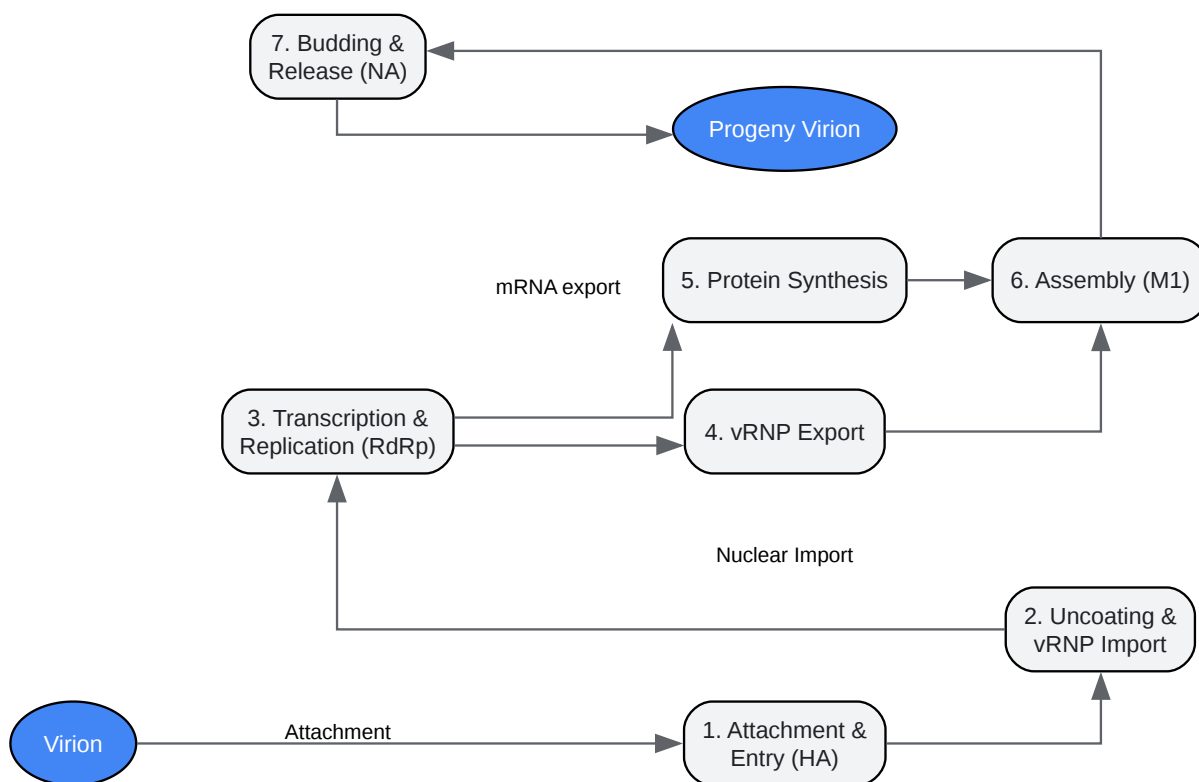 7. Budding &
Release (NA)
Progeny Virion
mRNA export
5. Protein Synthesis
6. Assembly (M1)
3. Transcription &
Replication (RdRp)
4. vRNP Export
Nuclear Import
2. Uncoating &
vRNP Import
Virion
Attachment
1. Attachment &
Entry (HA)